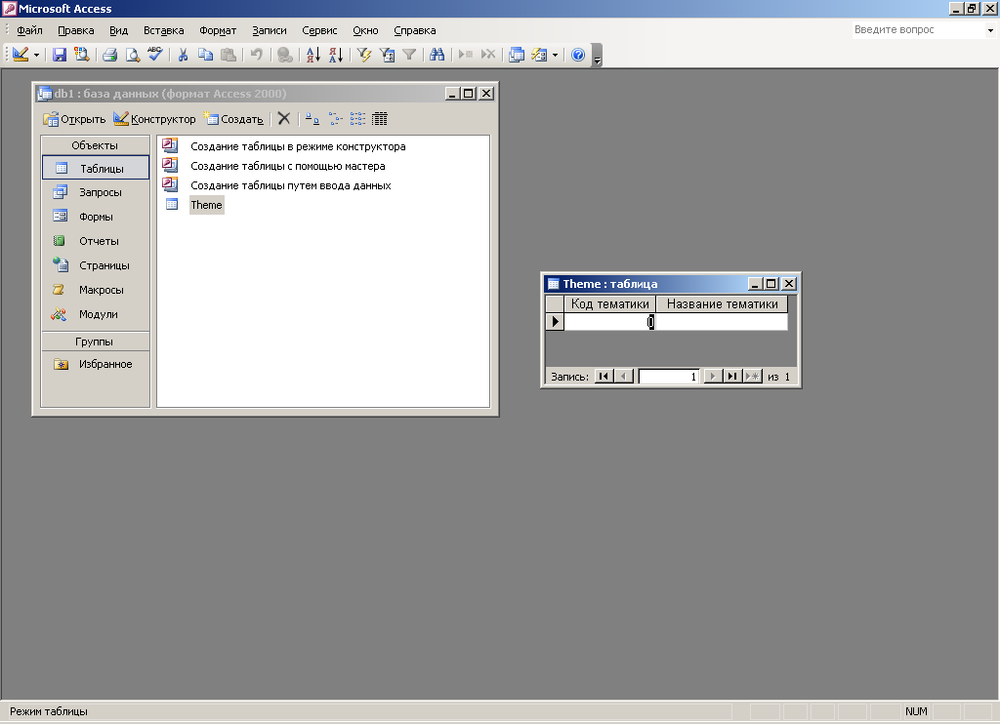 Microsoft Access
Файл Правка Вид Вставка Формат Записи Сервис Окно Справка Введите вопрос
db1 : база данных (формат Access 2000)
Открыть Конструктор Создать
Объекты
Таблицы
Запросы
Формы
Отчеты
Страницы
Макросы
Модули
Группы
Избранное
Создание таблицы в режиме конструктора
Создание таблицы с помощью мастера
Создание таблицы путем ввода данных
Theme
Theme : таблица
Код тематики Название тематики
0
Запись: 1 из 1
Режим таблицы NUM